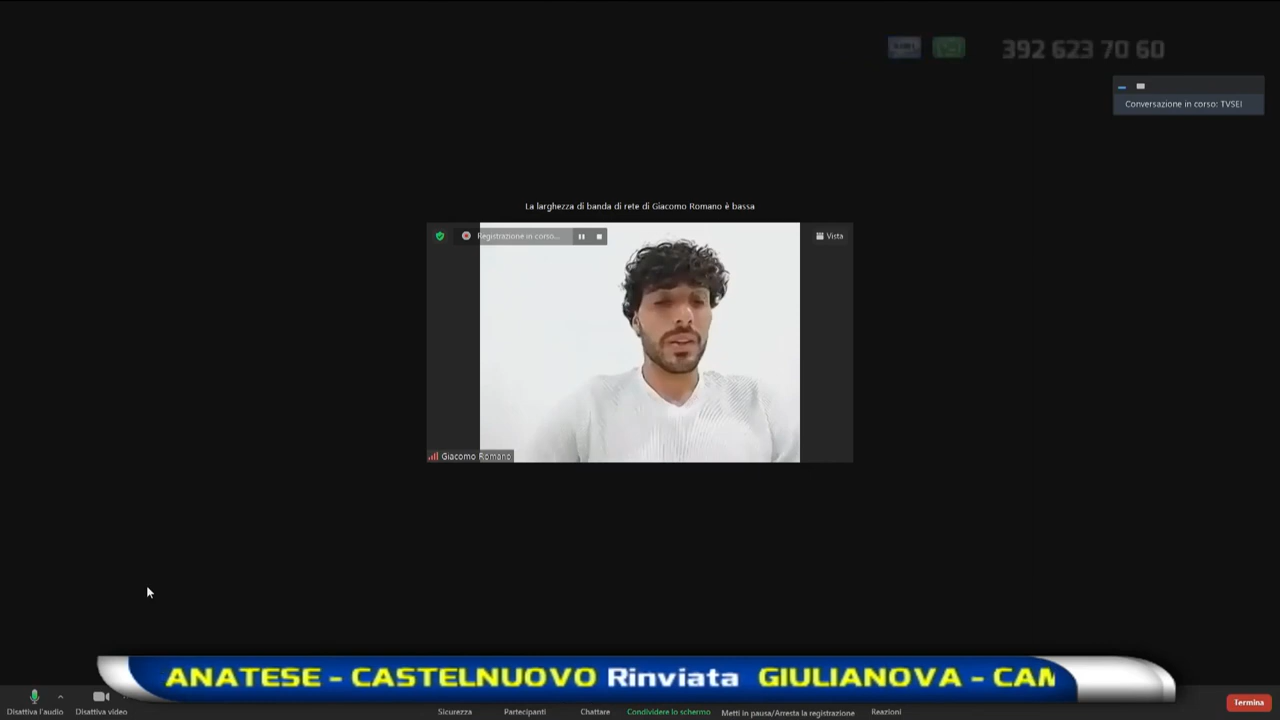 392 623 70 60
Conversazione in corso: TVSEI
La larghezza di banda di rete di Giacomo Romano è bassa
Registrazione in corso...
Vista
Giacomo Romano
ANATESE - CASTELNUOVO Rinviata GIULIANOVA - CAM
Disattiva l'audio
Disattiva video
Sicurezza
Partecipanti
Chattare
Condividere lo schermo
Metti in pausa/Arresta la registrazione
Reazioni
Termina